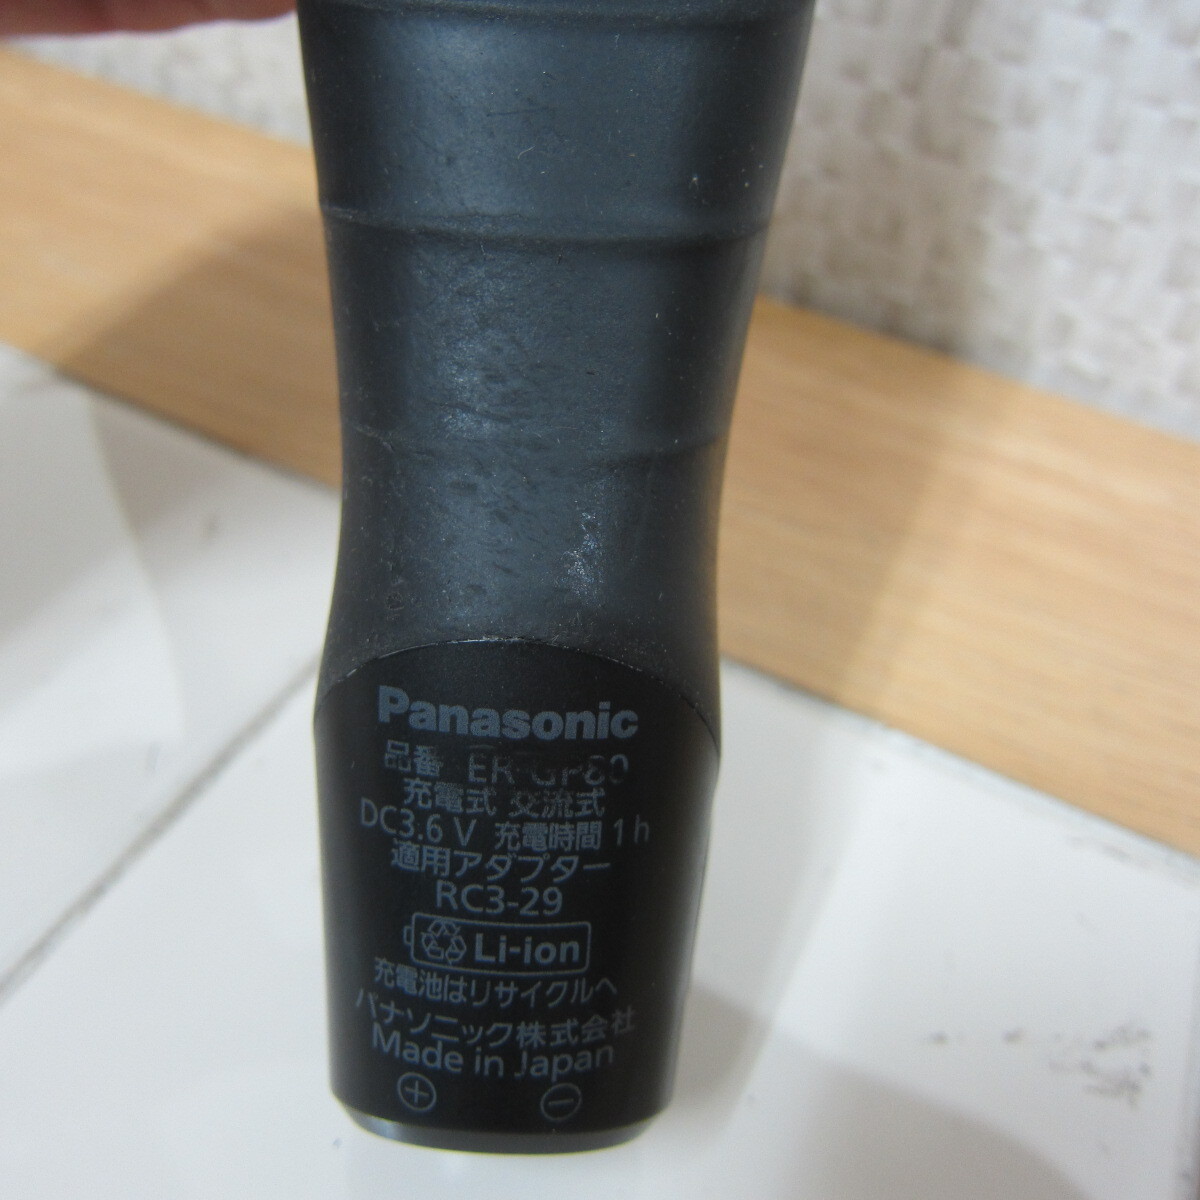 Panasonic
品番 ER-GP80
充電式 交流式
DC3.6 V 充電時間 1h
適用アダプター
RC3-29
Li-ion
充電池はリサイクルへ
パナソニック株式会社
Made in Japan
+ −